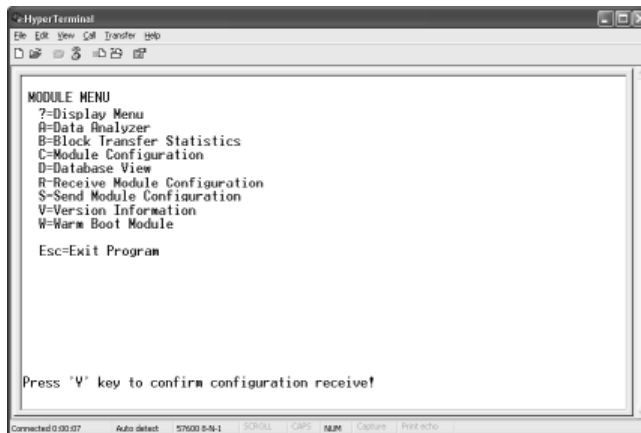 HyperTerminal
File Edit View Call Transfer Help
MODULE MENU
?=Display Menu
A=Data Analyzer
B=Block Transfer Statistics
C=Module Configuration
D=Database View
R=Receive Module Configuration
S=Send Module Configuration
V=Version Information
W=Warm Boot Module
Esc=Exit Program
Press 'Y' key to confirm configuration receive!
Connected 0:00:07 Auto detect 57600 8-N-1 SCROLL CAPS NUM Capture Print echo